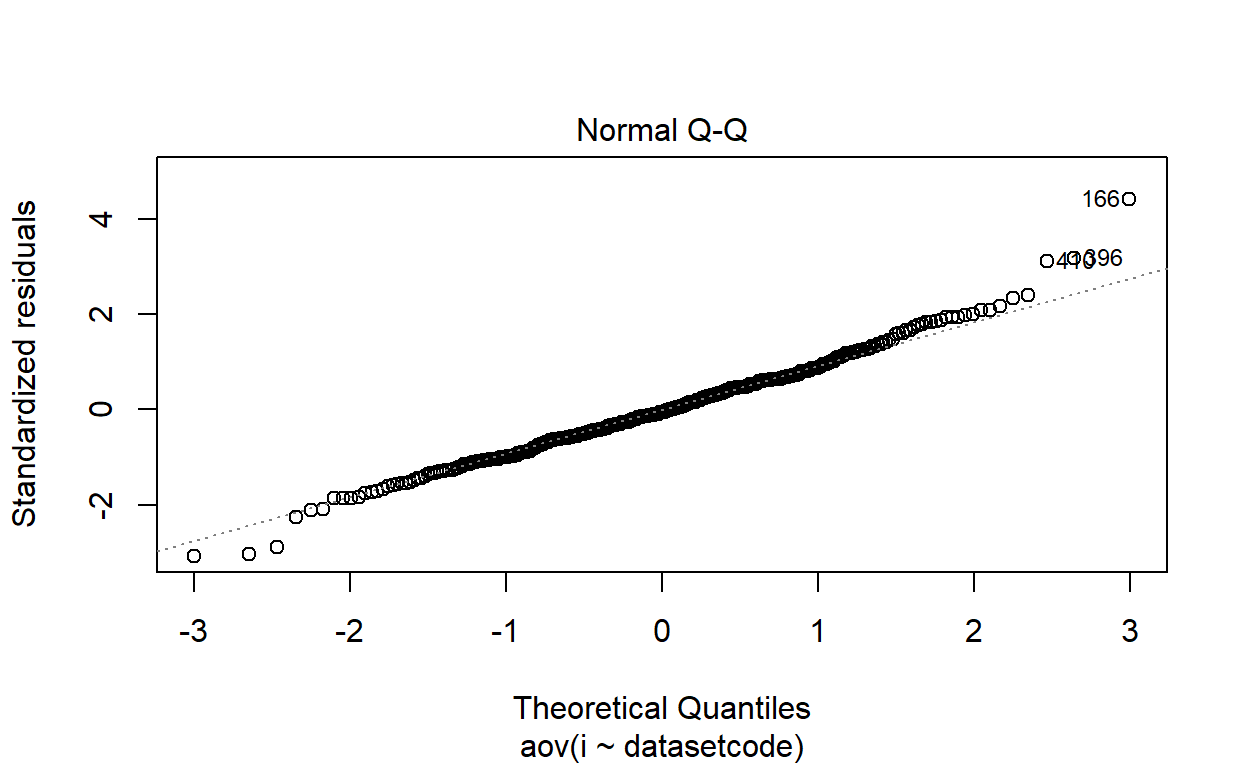 Normal Q-Q
Standardized residuals
4
2
0
-2
166
410
396
-3 -2 -1 0 1 2 3
Theoretical Quantiles
aov(i ~ datasetcode)